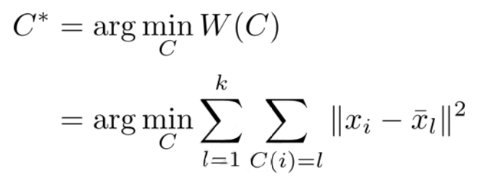 C* = arg min_C W(C)
= arg min_C ∑_{l=1}^{k} ∑_{C(i)=l} ‖x_i − x̄_l‖²